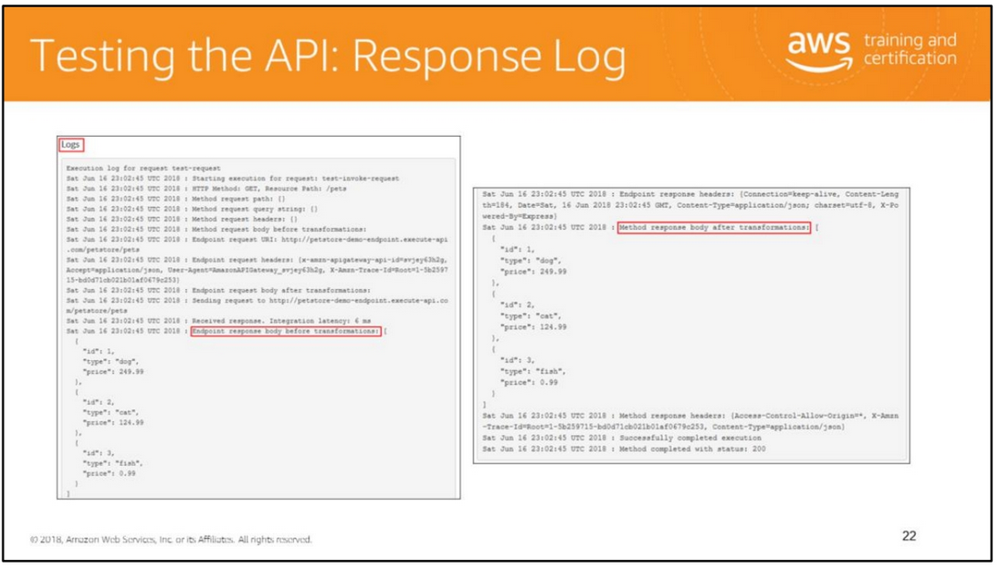 Testing the API: Response Log
aws training and
certification
Logs
Execution log for request test-request
Sat Jun 16 23:02:45 UTC 2018 : Starting execution for request: test-invoke-request
Sat Jun 16 23:02:45 UTC 2018 : HTTP Method: GET, Resource Path: /pets
Sat Jun 16 23:02:45 UTC 2018 : Method request path: {}
Sat Jun 16 23:02:45 UTC 2018 : Method request query string: {}
Sat Jun 16 23:02:45 UTC 2018 : Method request headers: {}
Sat Jun 16 23:02:45 UTC 2018 : Method request body before transformations:
Sat Jun 16 23:02:45 UTC 2018 : Endpoint request URI: http://petstore-demo-endpoint.execute-api
.com/petstore/pets
Sat Jun 16 23:02:45 UTC 2018 : Endpoint request headers: {x-amzn-apigateway-api-id=svjey63h2g,
Accept=application/json, User-Agent=AmazonAPIGateway_svjey63h2g, X-Amzn-Trace-Id=Root=1-5b2597
15-bd0d71cb021b01af0679c253}
Sat Jun 16 23:02:45 UTC 2018 : Endpoint request body after transformations:
Sat Jun 16 23:02:45 UTC 2018 : Sending request to http://petstore-demo-endpoint.execute-api.co
m/petstore/pets
Sat Jun 16 23:02:45 UTC 2018 : Received response. Integration latency: 6 ms
Sat Jun 16 23:02:45 UTC 2018 : Endpoint response body before transformations: [
{
"id": 1,
"type": "dog",
"price": 249.99
},
{
"id": 2,
"type": "cat",
"price": 124.99
},
{
"id": 3,
"type": "fish",
"price": 0.99
}
]
Sat Jun 16 23:02:45 UTC 2018 : Endpoint response headers: {Connection=keep-alive, Content-Leng
th=184, Date=Sat, 16 Jun 2018 23:02:45 GMT, Content-Type=application/json; charset=utf-8, X-Po
wered-By=Express}
Sat Jun 16 23:02:45 UTC 2018 : Method response body after transformations: [
{
"id": 1,
"type": "dog",
"price": 249.99
},
{
"id": 2,
"type": "cat",
"price": 124.99
},
{
"id": 3,
"type": "fish",
"price": 0.99
}
]
Sat Jun 16 23:02:45 UTC 2018 : Method response headers: {Access-Control-Allow-Origin=*, X-Amzn
-Trace-Id=Root=1-5b259715-bd0d71cb021b01af0679c253, Content-Type=application/json}
Sat Jun 16 23:02:45 UTC 2018 : Successfully completed execution
Sat Jun 16 23:02:45 UTC 2018 : Method completed with status: 200
© 2018, Amazon Web Services, Inc. or its Affiliates. All rights reserved.
22